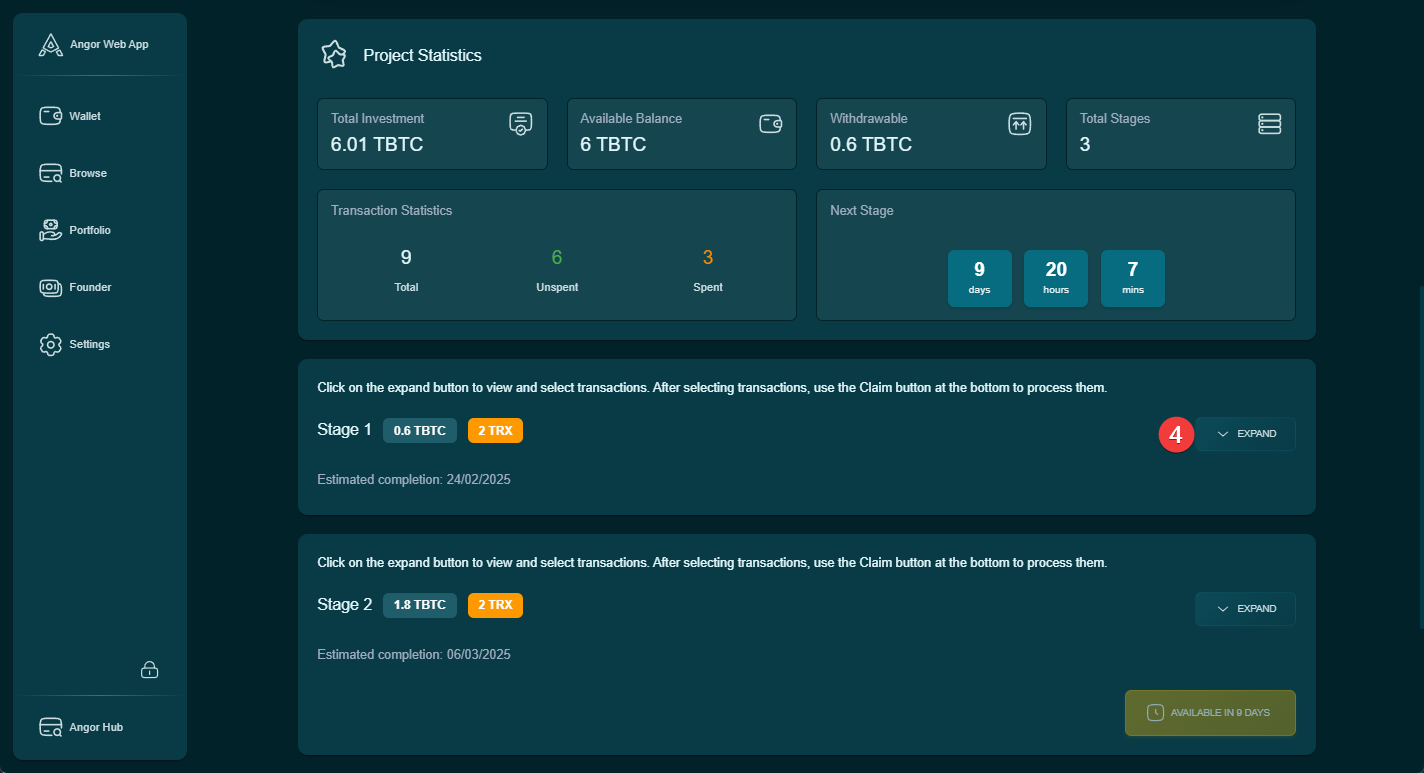 Angor Web App
Wallet
Browse
Portfolio
Founder
Settings
Angor Hub
Project Statistics
Total Investment
6.01 TBTC
Available Balance
6 TBTC
Withdrawable
0.6 TBTC
Total Stages
3
Transaction Statistics
9
Total
6
Unspent
3
Spent
Next Stage
9
days
20
hours
7
mins
Click on the expand button to view and select transactions. After selecting transactions, use the Claim button at the bottom to process them.
Stage 1 0.6 TBTC 2 TRX
4 EXPAND
Estimated completion: 24/02/2025
Click on the expand button to view and select transactions. After selecting transactions, use the Claim button at the bottom to process them.
Stage 2 1.8 TBTC 2 TRX
EXPAND
Estimated completion: 06/03/2025
AVAILABLE IN 9 DAYS